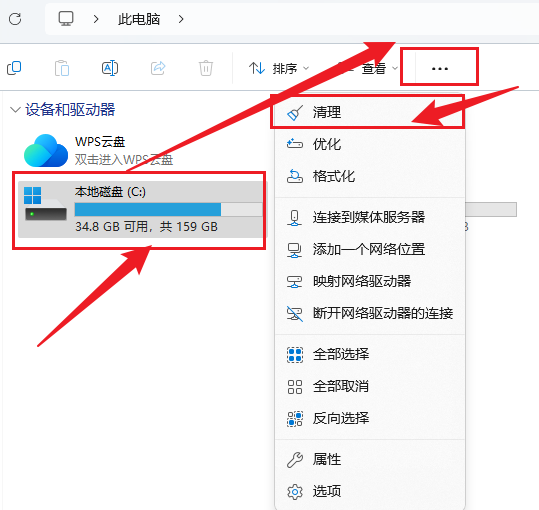 此电脑
排序
查看
设备和驱动器
WPS云盘
双击进入WPS云盘
本地磁盘 (C:)
34.8 GB 可用，共 159 GB
清理
优化
格式化
连接到媒体服务器
添加一个网络位置
映射网络驱动器
断开网络驱动器的连接
全部选择
全部取消
反向选择
属性
选项